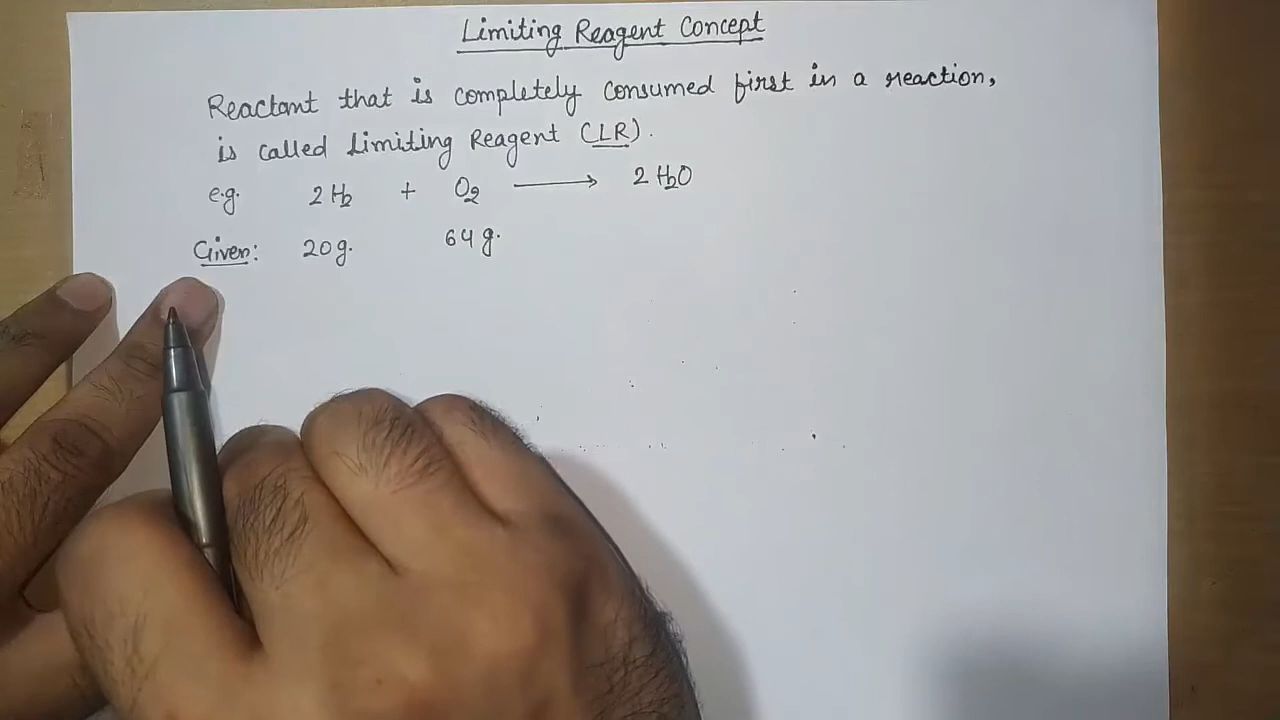 Limiting Reagent Concept
Reactant that is completely consumed first in a reaction,
is called Limiting Reagent (LR).
e.g. 2H₂ + O₂ ⟶ 2H₂O
Given: 20g. 64g.